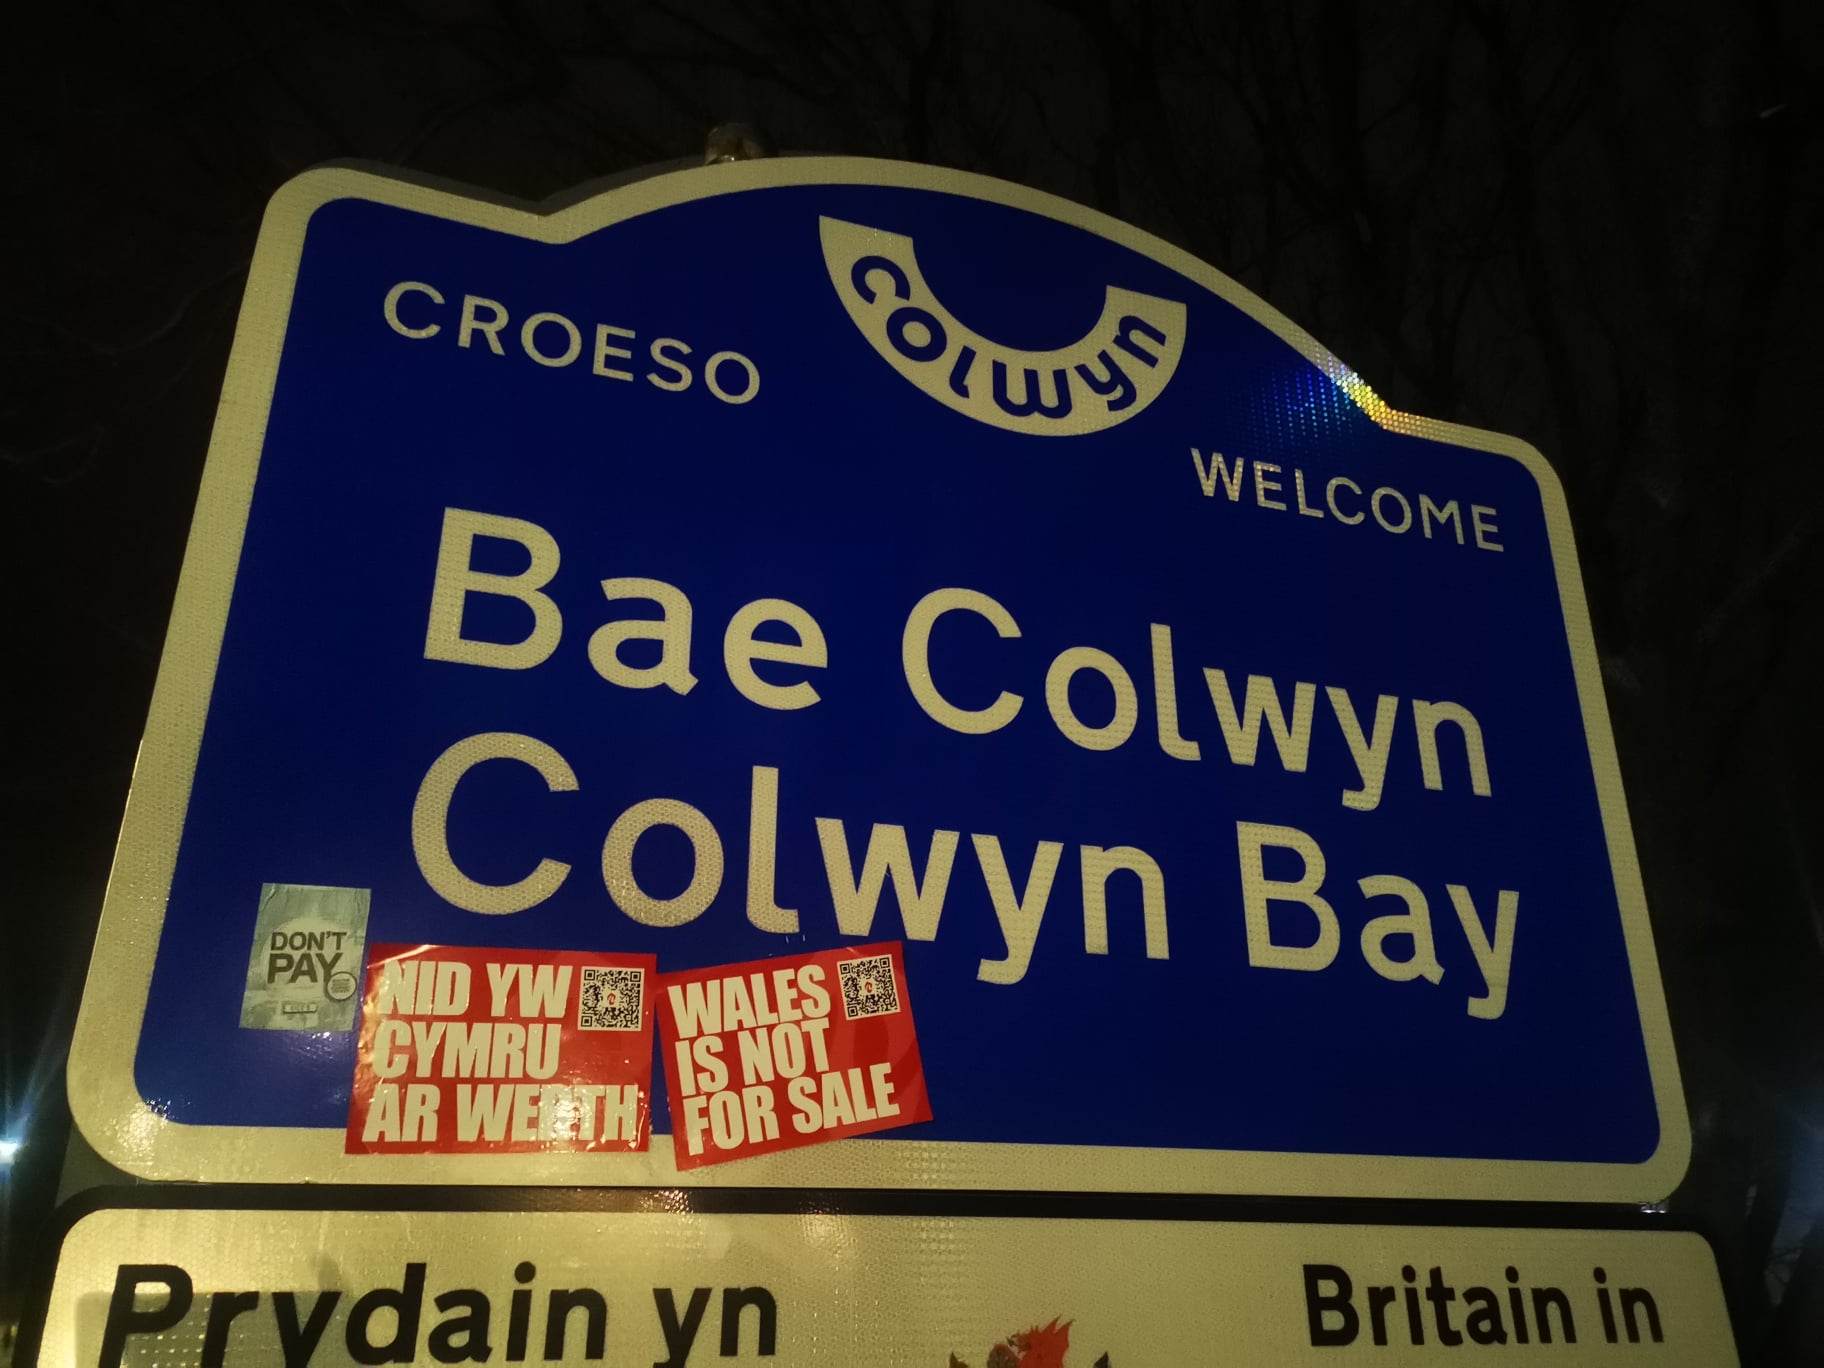 colwyn
CROESO
WELCOME
Bae Colwyn
Colwyn Bay
DON'T
PAY
NID YW
CYMRU
AR WERTH
WALES
IS NOT
FOR SALE
Prydain yn
Britain in